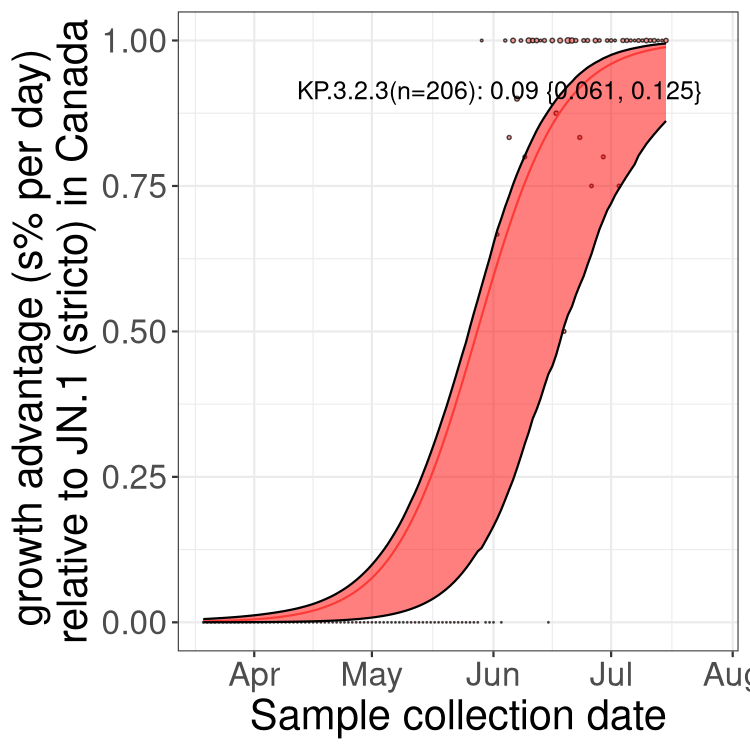 growth advantage (s% per day)
relative to JN.1 (stricto) in Canada
1.00
0.75
0.50
0.25
0.00
KP.3.2.3(n=206): 0.09 {0.061, 0.125}
Apr May Jun Jul Aug
Sample collection date